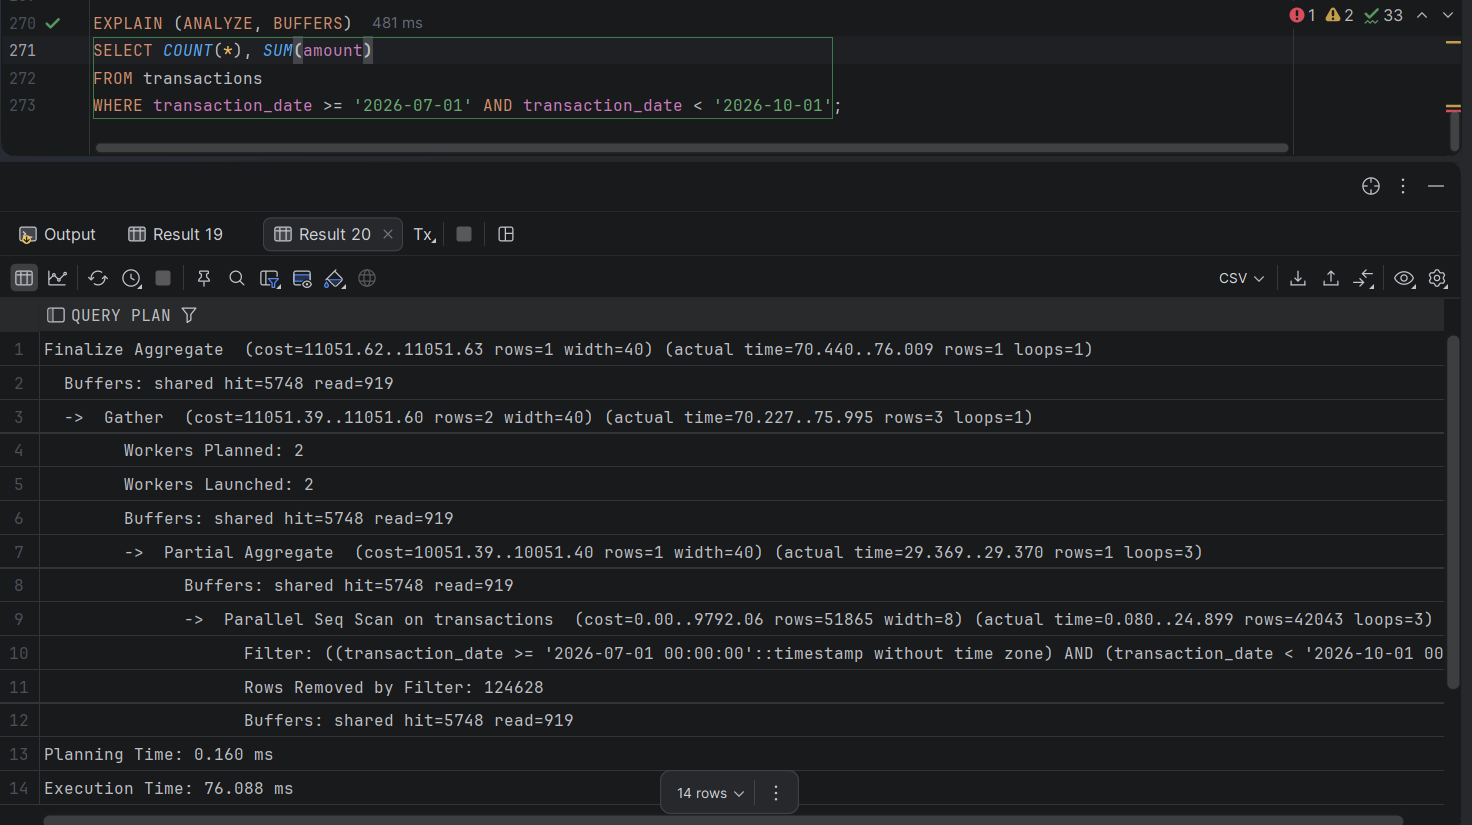 270 EXPLAIN (ANALYZE, BUFFERS) 481 ms
1 2 33
271 SELECT COUNT(*), SUM(amount)
272 FROM transactions
273 WHERE transaction_date >= '2026-07-01' AND transaction_date < '2026-10-01';
Output Result 19 Result 20 Tx
CSV
QUERY PLAN
1 Finalize Aggregate (cost=11051.62..11051.63 rows=1 width=40) (actual time=70.440..76.009 rows=1 loops=1)
2 Buffers: shared hit=5748 read=919
3 -> Gather (cost=11051.39..11051.60 rows=2 width=40) (actual time=70.227..75.995 rows=3 loops=1)
4 Workers Planned: 2
5 Workers Launched: 2
6 Buffers: shared hit=5748 read=919
7 -> Partial Aggregate (cost=10051.39..10051.40 rows=1 width=40) (actual time=29.369..29.370 rows=1 loops=3)
8 Buffers: shared hit=5748 read=919
9 -> Parallel Seq Scan on transactions (cost=0.00..9792.06 rows=51865 width=8) (actual time=0.080..24.899 rows=42043 loops=3)
10 Filter: ((transaction_date >= '2026-07-01 00:00:00'::timestamp without time zone) AND (transaction_date < '2026-10-01 00
11 Rows Removed by Filter: 124628
12 Buffers: shared hit=5748 read=919
13 Planning Time: 0.160 ms
14 Execution Time: 76.088 ms
14 rows